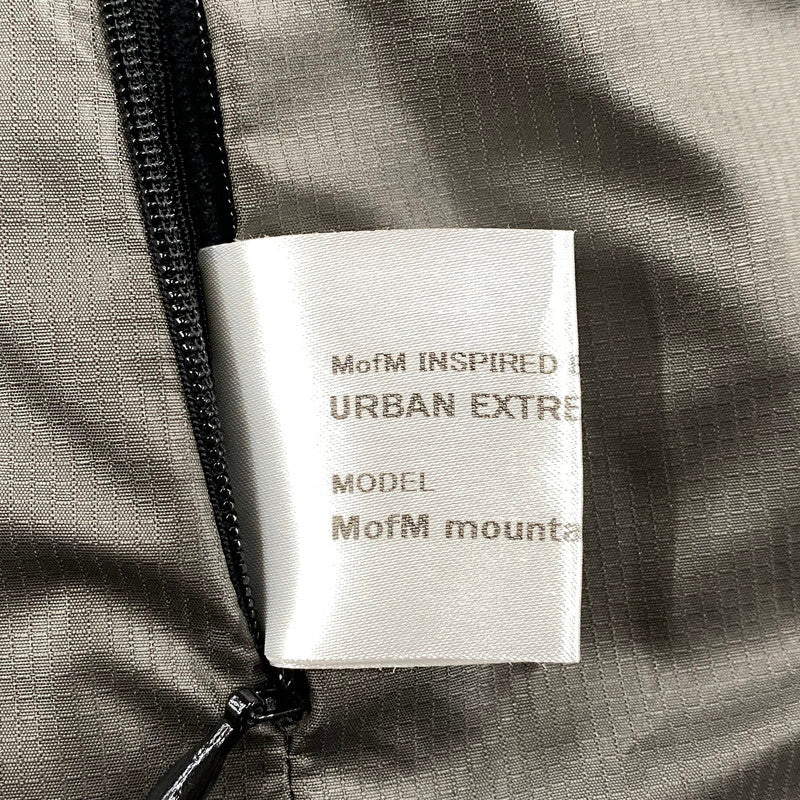 MofM INSPIRED
URBAN EXTRE
MODEL
MofM mounta